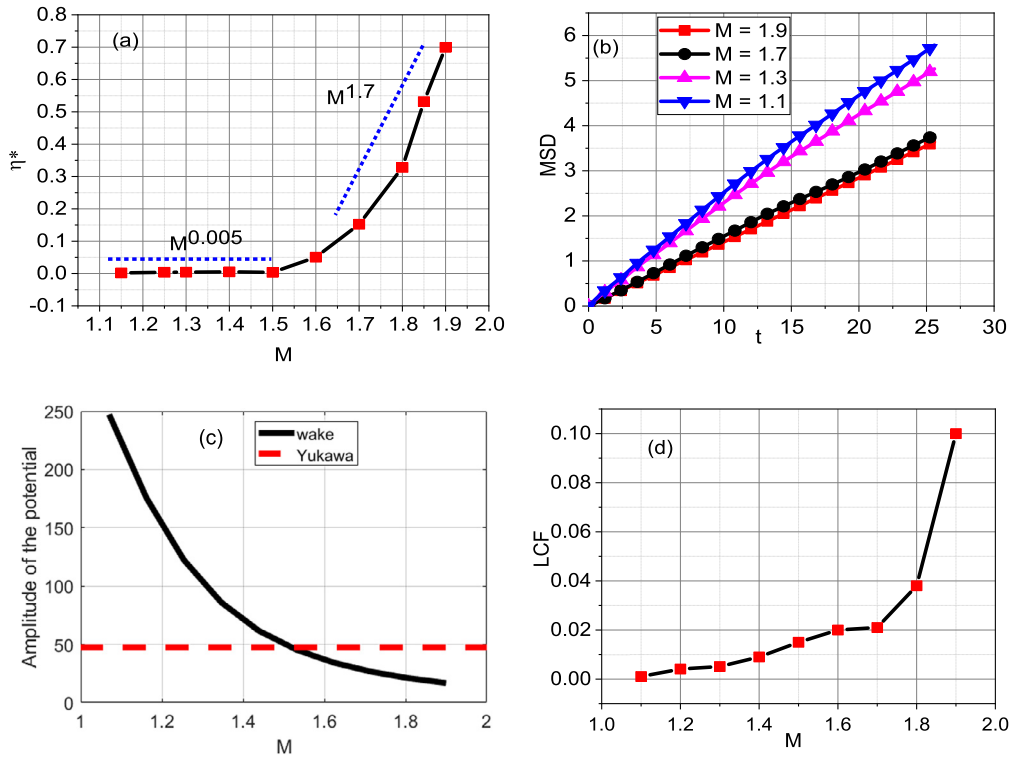 (a)
η*
0.8
0.7
0.6
0.5
0.4
0.3
0.2
0.1
0.0
-0.1
M^1.7
M^0.005
1.1 1.2 1.3 1.4 1.5 1.6 1.7 1.8 1.9 2.0
M
(b)
M = 1.9
M = 1.7
M = 1.3
M = 1.1
MSD
6
5
4
3
2
1
0
0 5 10 15 20 25 30
t
(c)
wake
Yukawa
Amplitude of the potential
250
200
150
100
50
0
1 1.2 1.4 1.6 1.8 2
M
(d)
LCF
0.10
0.08
0.06
0.04
0.02
0.00
1.0 1.2 1.4 1.6 1.8 2.0
M